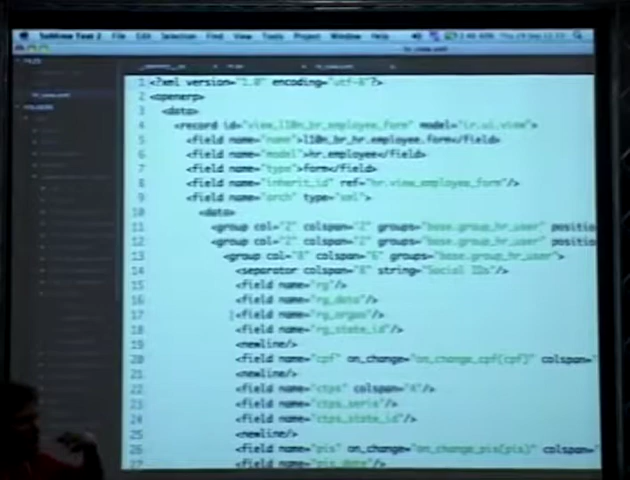 Sublime Text 2 File Edit Selection Find View Tools Project Window Help
1 <?xml version="1.0" encoding="utf-8"?>
2 <openerp>
3 <data>
4 <record id="view_l10n_br_employee_form" model="ir.ui.view">
5 <field name="name">l10n_br_hr.employee.form</field>
6 <field name="model">hr.employee</field>
7 <field name="type">form</field>
8 <field name="inherit_id" ref="hr.view_employee_form"/>
9 <field name="arch" type="xml">
10 <data>
11 <group col="2" colspan="2" groups="base.group_hr_user" positio
12 <group col="2" colspan="2" groups="base.group_hr_user" positio
13 <group col="8" colspan="6" groups="base.group_hr_user">
14 <separator colspan="8" string="Social IDs"/>
15 <field name="rg"/>
16 <field name="rg_data"/>
17 <field name="rg_orgao"/>
18 <field name="rg_state_id"/>
19 <newline/>
20 <field name="cpf" on_change="on_change_cpf(cpf)" colspan="
21 <newline/>
22 <field name="ctps" colspan="4"/>
23 <field name="ctps_serie"/>
24 <field name="ctps_state_id"/>
25 <newline/>
26 <field name="pis" on_change="on_change_pis(pis)" colspan="
27 <field name="pis_data"/>